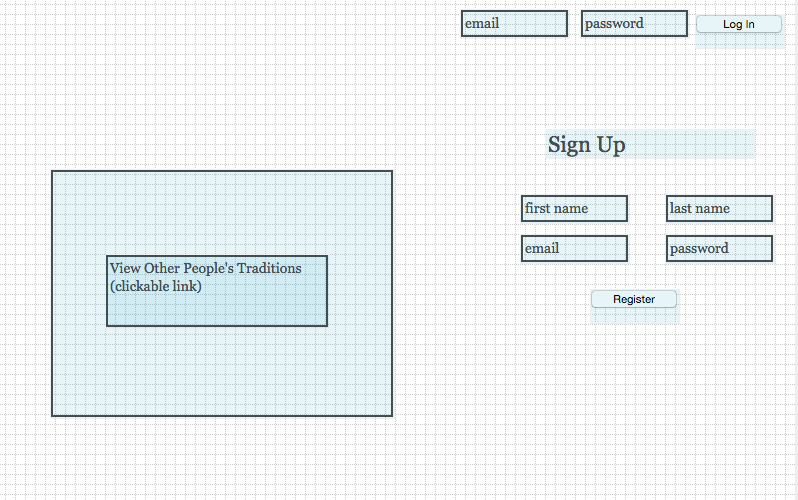 email
password
Log In
Sign Up
first name
last name
email
password
Register
View Other People's Traditions
(clickable link)